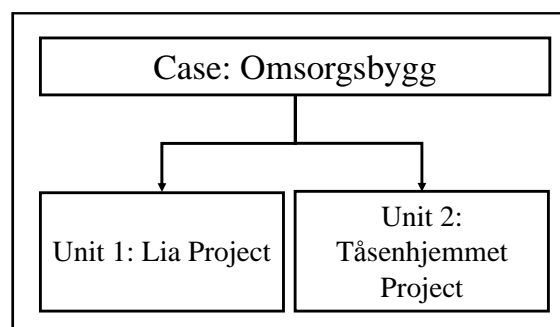 Case: Omsorgsbygg
Unit 1: Lia Project
Unit 2:
Tåsenhjemmet
Project